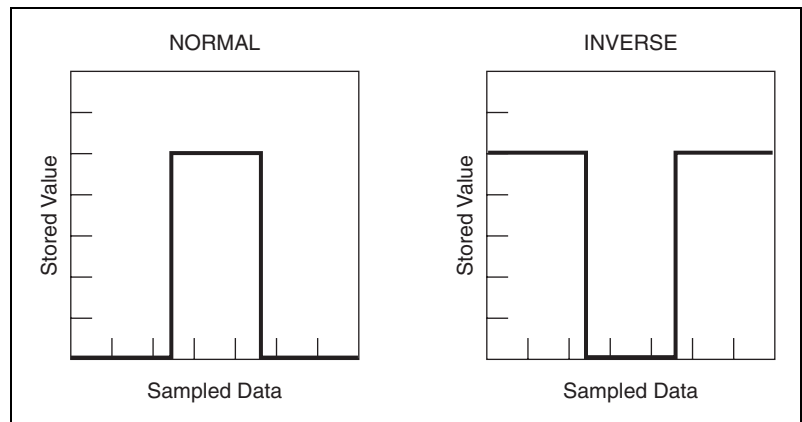 NORMAL
Stored Value
Sampled Data
INVERSE
Stored Value
Sampled Data